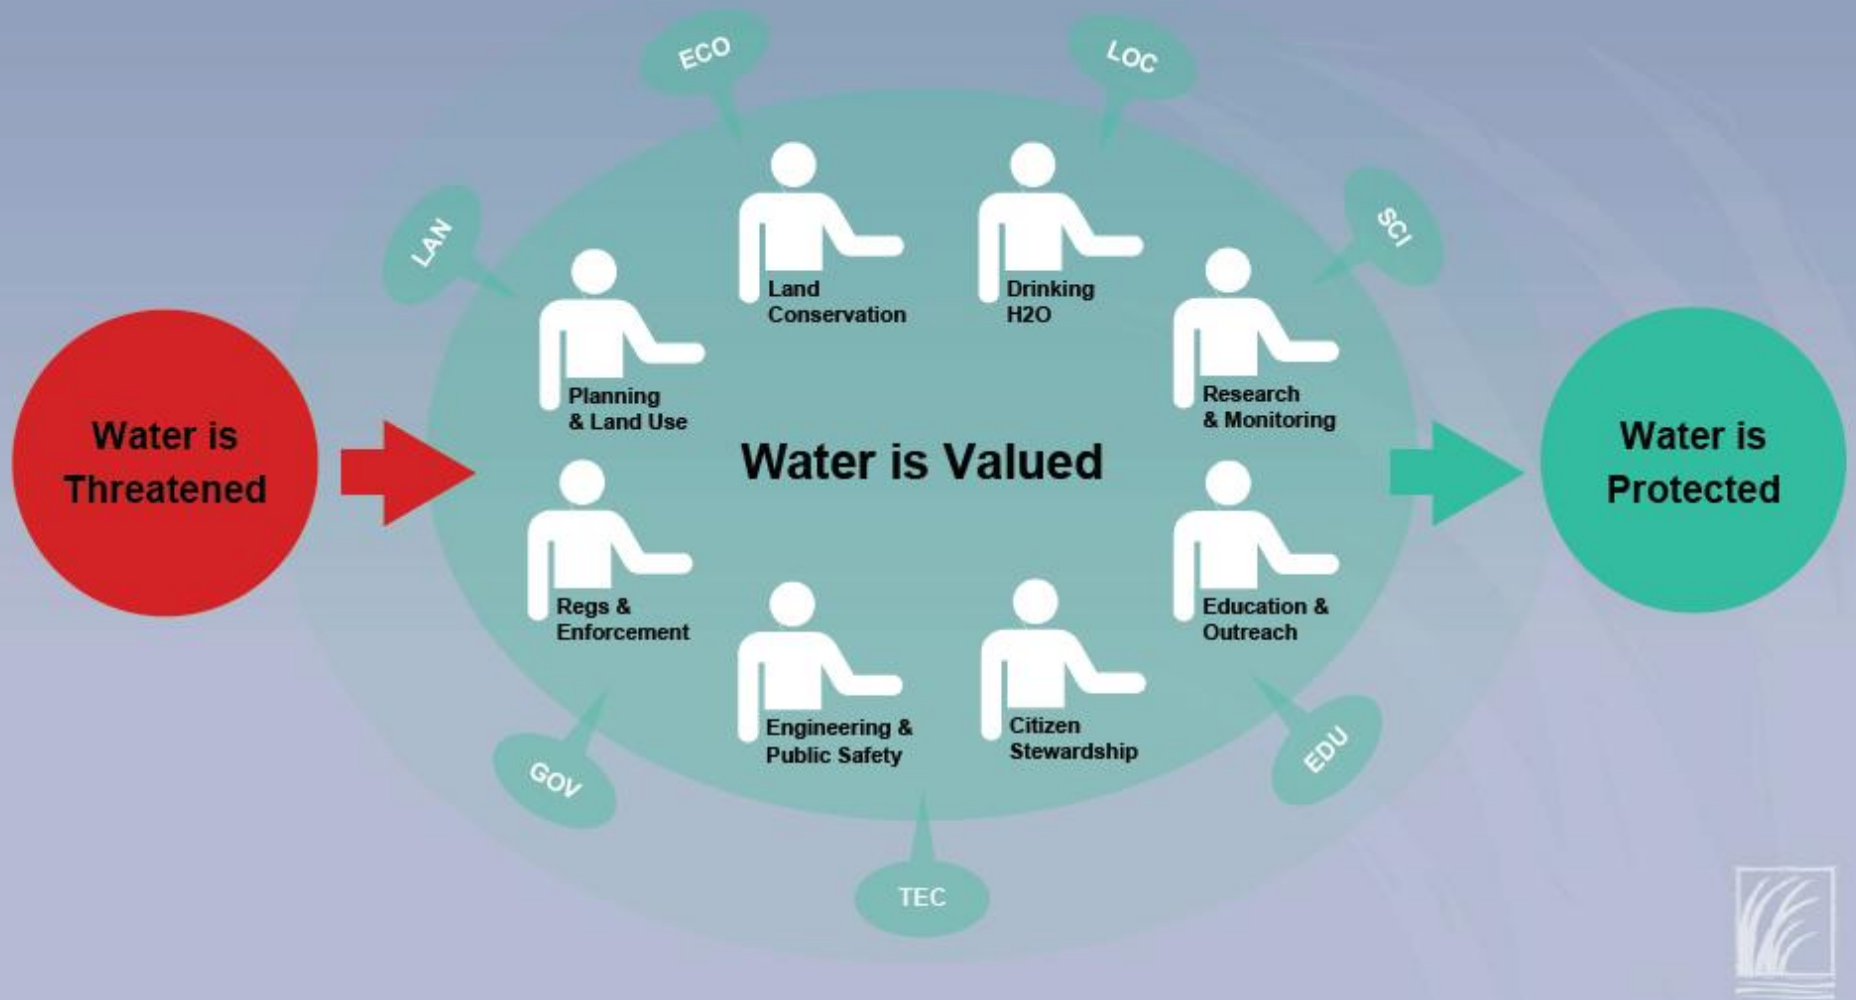 ECO
LOC
LAN
SCI
Land
Conservation
Drinking
H2O
Planning
& Land Use
Research
& Monitoring
Water is
Threatened
Water is Valued
Water is
Protected
Regs &
Enforcement
Education &
Outreach
Engineering &
Public Safety
Citizen
Stewardship
GOV
EDU
TEC